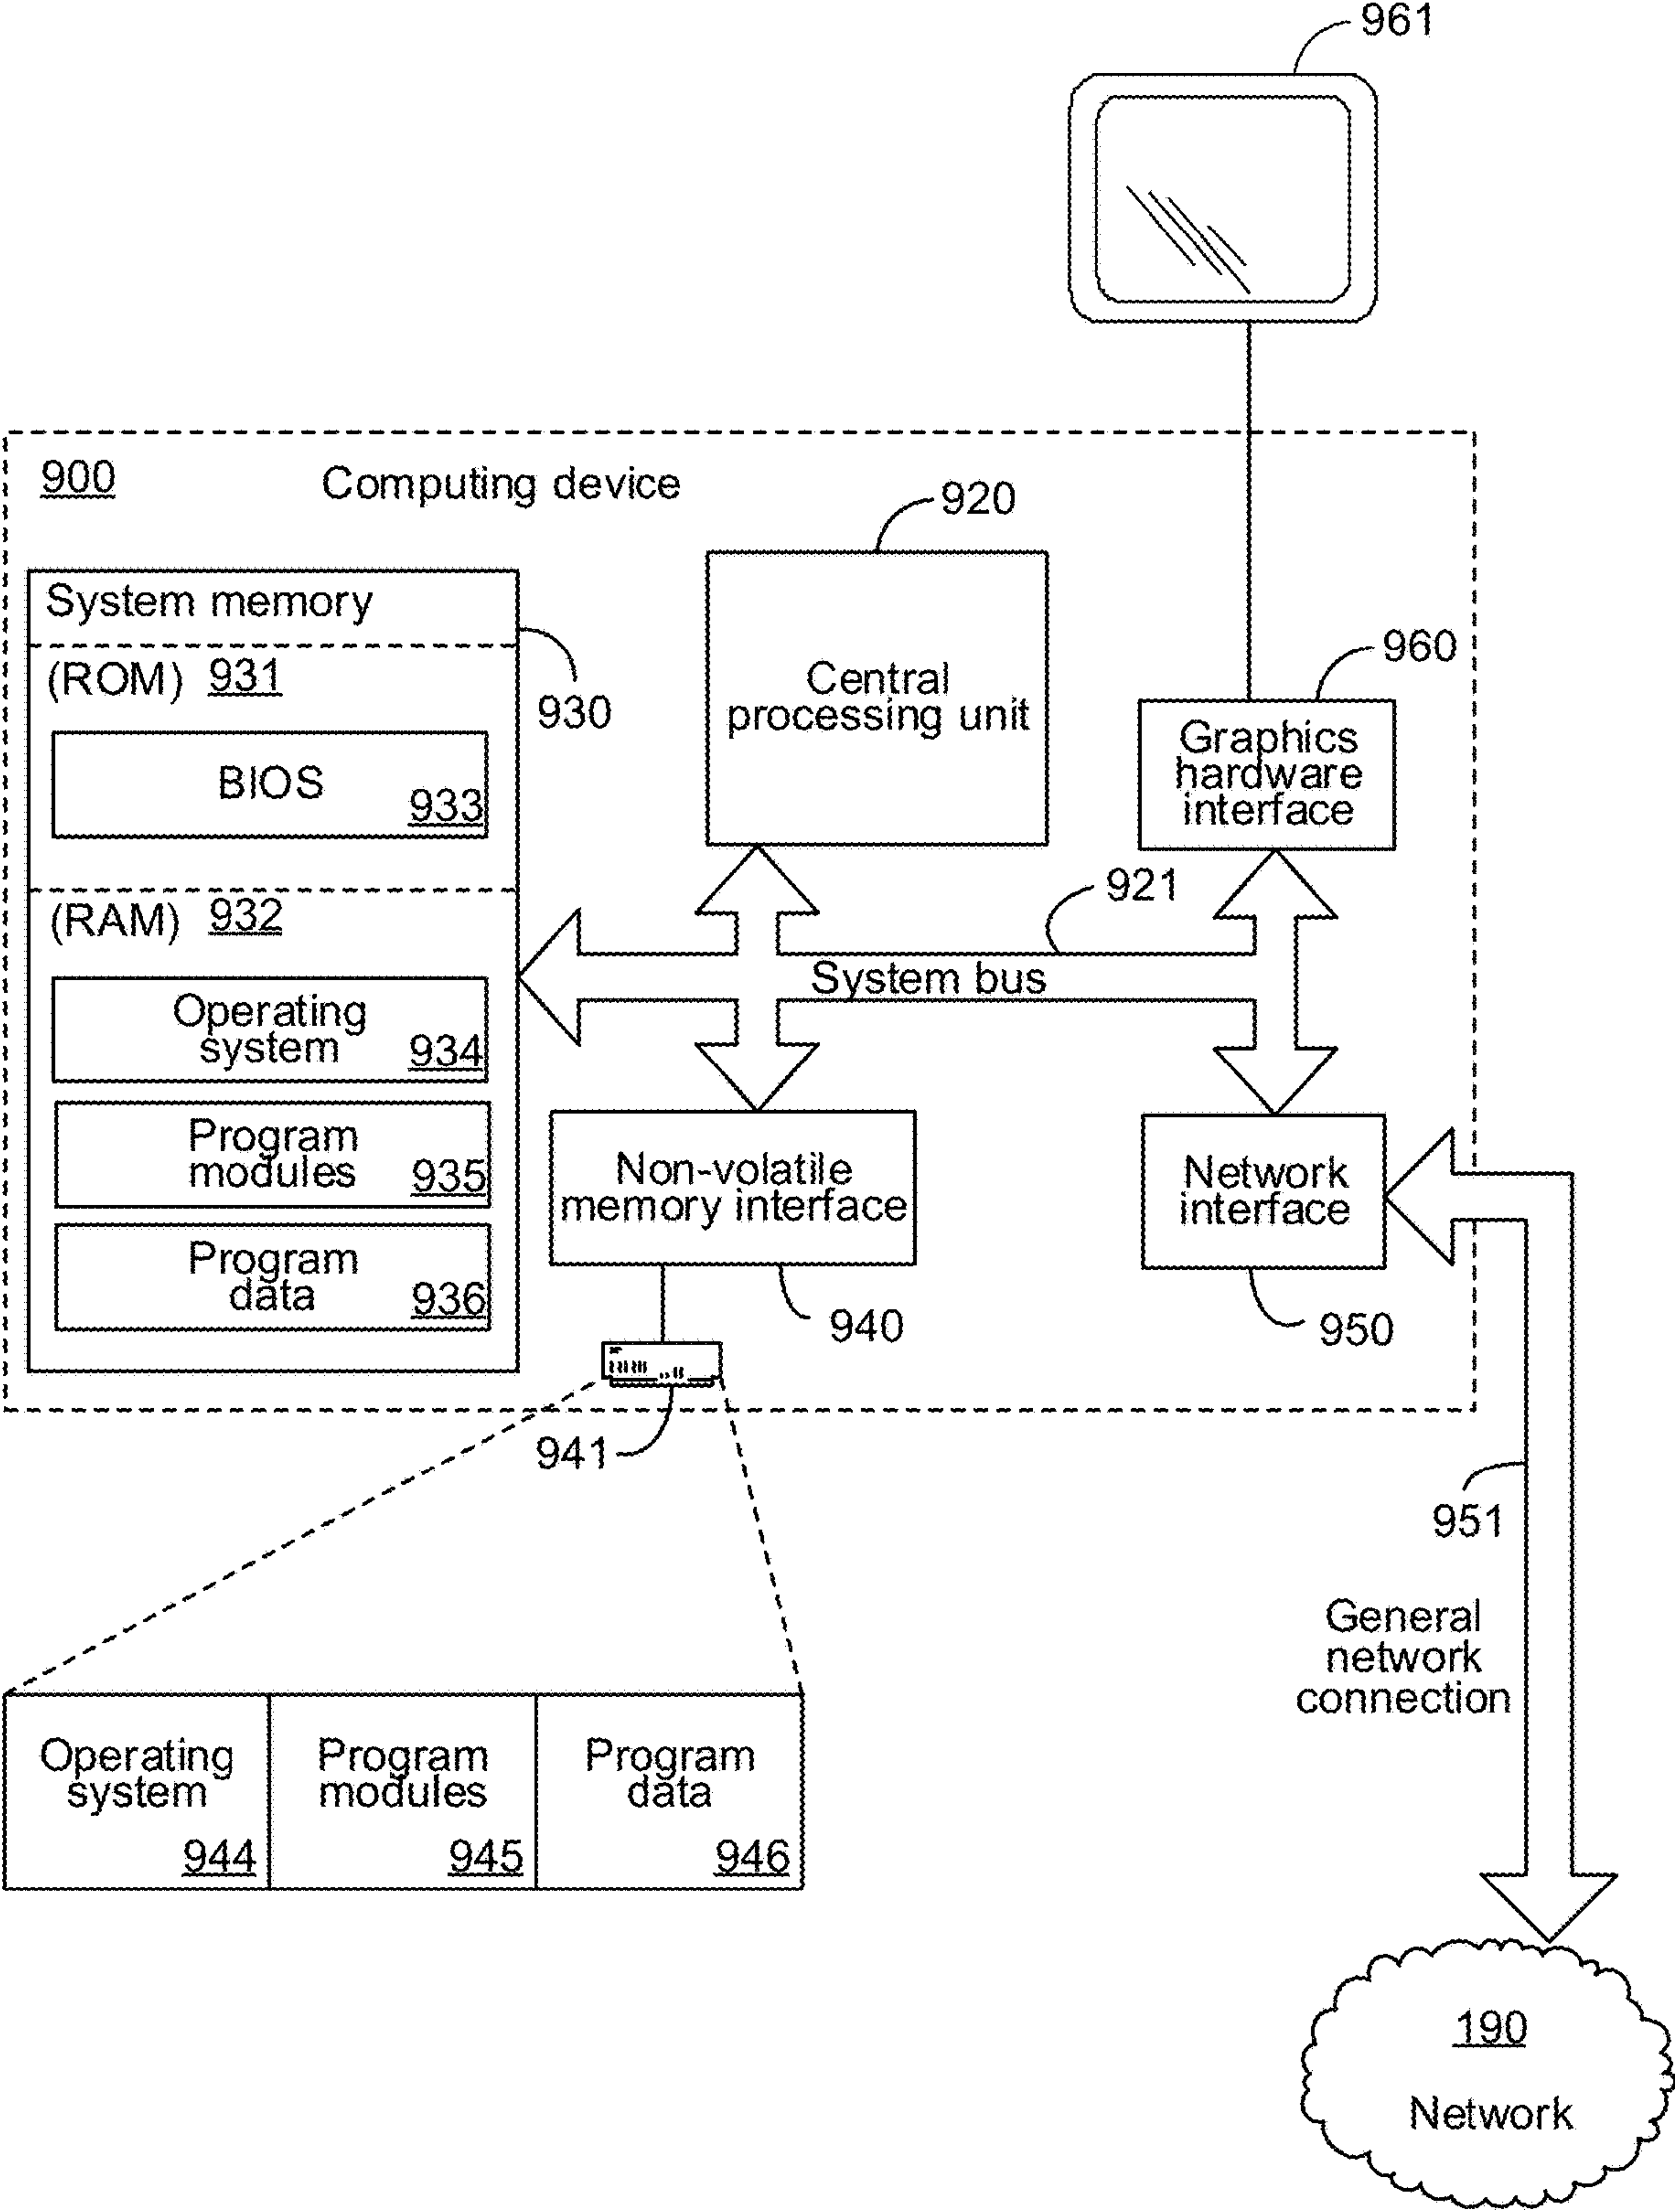 961
900
Computing device
920
System memory
(ROM) 931
930
BIOS
933
Central
processing unit
960
Graphics
hardware
interface
(RAM) 932
921
System bus
Operating
system
934
Program
modules
935
Program
data
936
Non-volatile
memory interface
940
Network
interface
950
941
951
General
network
connection
Operating
system
944
Program
modules
945
Program
data
946
190
Network